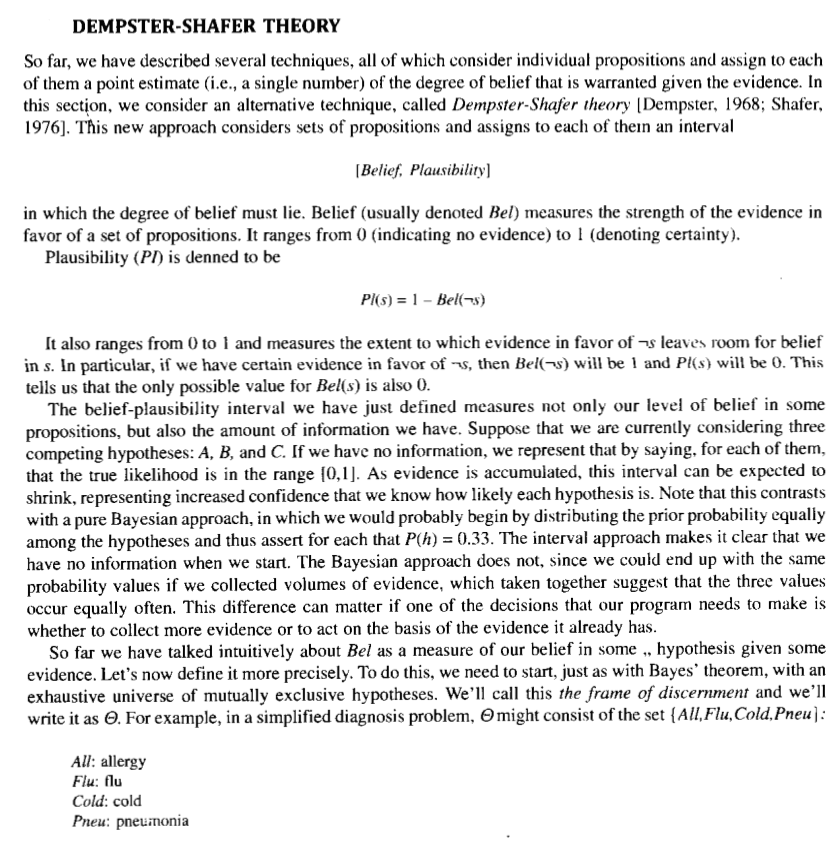 DEMPSTER-SHAFER THEORY
So far, we have described several techniques, all of which consider individual propositions and assign to each
of them a point estimate (i.e., a single number) of the degree of belief that is warranted given the evidence. In
this section, we consider an alternative technique, called Dempster-Shafer theory [Dempster, 1968; Shafer,
1976]. This new approach considers sets of propositions and assigns to each of them an interval
[Belief, Plausibility]
in which the degree of belief must lie. Belief (usually denoted Bel) measures the strength of the evidence in
favor of a set of propositions. It ranges from 0 (indicating no evidence) to 1 (denoting certainty).
Plausibility (Pl) is denned to be
Pl(s) = 1 – Bel(¬s)
It also ranges from 0 to 1 and measures the extent to which evidence in favor of ¬s leaves room for belief
in s. In particular, if we have certain evidence in favor of ¬s, then Bel(¬s) will be 1 and Pl(s) will be 0. This
tells us that the only possible value for Bel(s) is also 0.
The belief-plausibility interval we have just defined measures not only our level of belief in some
propositions, but also the amount of information we have. Suppose that we are currently considering three
competing hypotheses: A, B, and C. If we have no information, we represent that by saying, for each of them,
that the true likelihood is in the range [0,1]. As evidence is accumulated, this interval can be expected to
shrink, representing increased confidence that we know how likely each hypothesis is. Note that this contrasts
with a pure Bayesian approach, in which we would probably begin by distributing the prior probability equally
among the hypotheses and thus assert for each that P(h) = 0.33. The interval approach makes it clear that we
have no information when we start. The Bayesian approach does not, since we could end up with the same
probability values if we collected volumes of evidence, which taken together suggest that the three values
occur equally often. This difference can matter if one of the decisions that our program needs to make is
whether to collect more evidence or to act on the basis of the evidence it already has.
So far we have talked intuitively about Bel as a measure of our belief in some ,, hypothesis given some
evidence. Let's now define it more precisely. To do this, we need to start, just as with Bayes' theorem, with an
exhaustive universe of mutually exclusive hypotheses. We'll call this the frame of discernment and we'll
write it as Θ. For example, in a simplified diagnosis problem, Θ might consist of the set {All,Flu,Cold,Pneu}:
All: allergy
Flu: flu
Cold: cold
Pneu: pneumonia